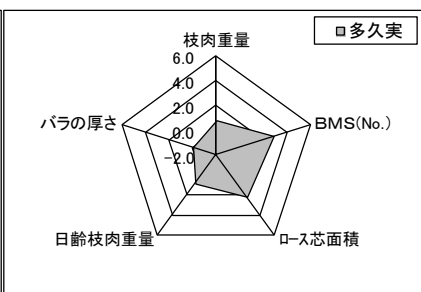 □多久実
枝肉重量
6.0
4.0
2.0
0.0
-2.0
BMS(No.)
ロース芯面積
日齢枝肉重量
バラの厚さ